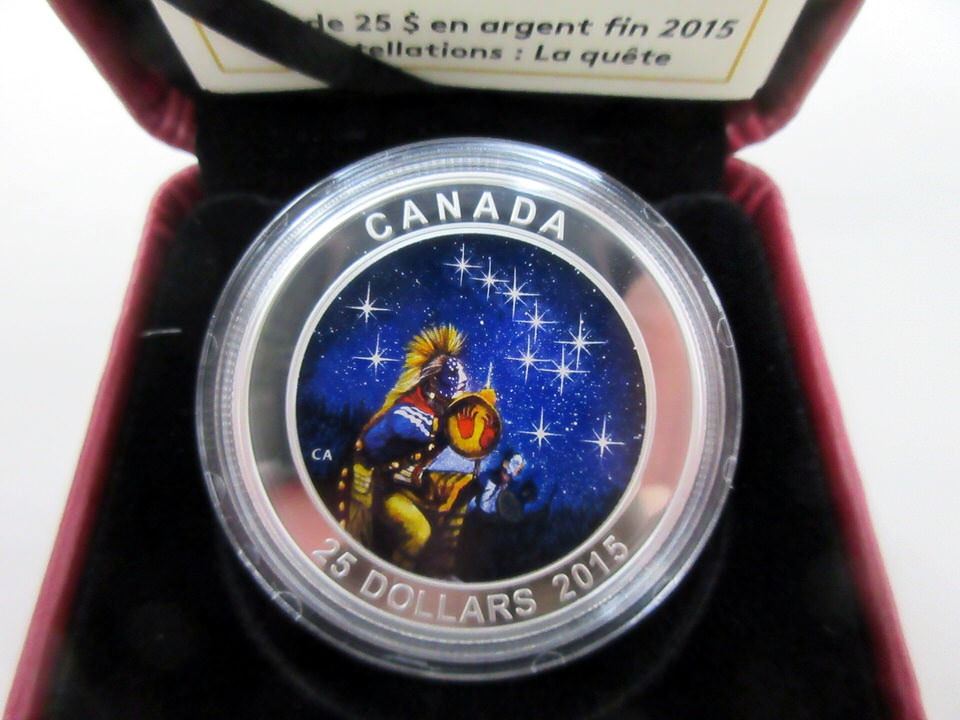 de 25 $ en argent fin 2015
tellations : La quête
CANADA
CA
25 DOLLARS 2015